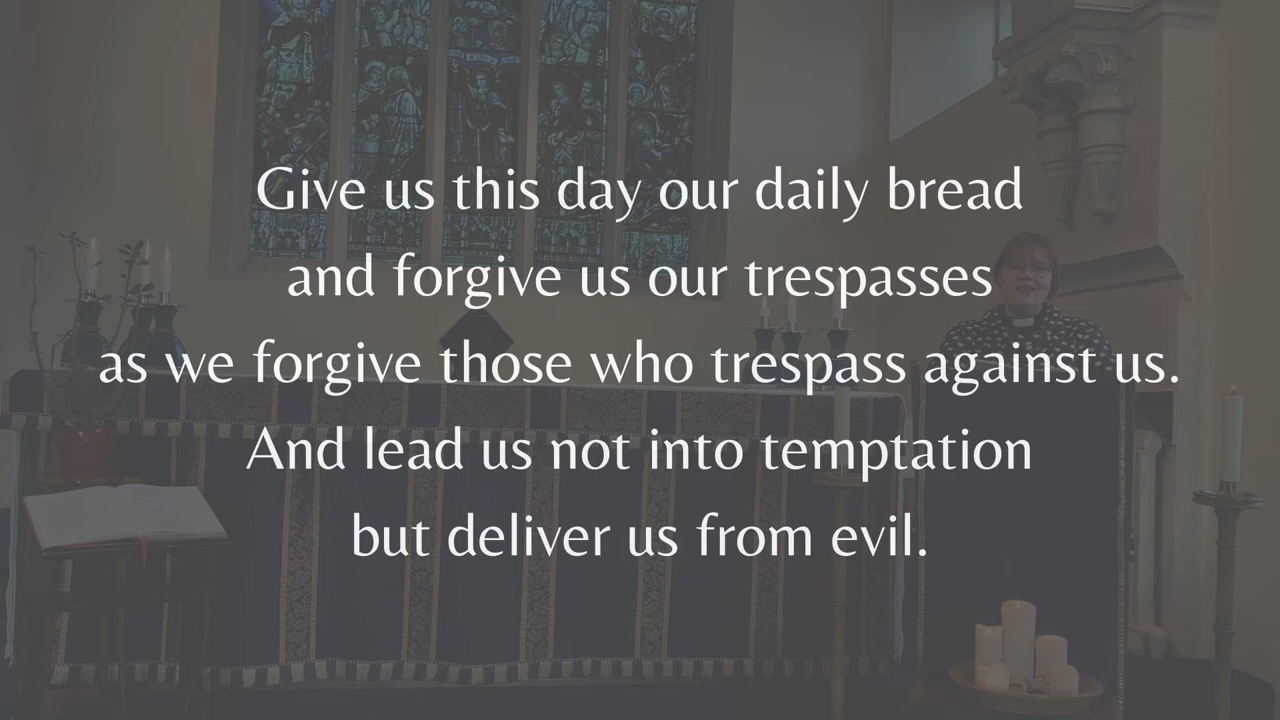 Give us this day our daily bread
and forgive us our trespasses
as we forgive those who trespass against us.
And lead us not into temptation
but deliver us from evil.